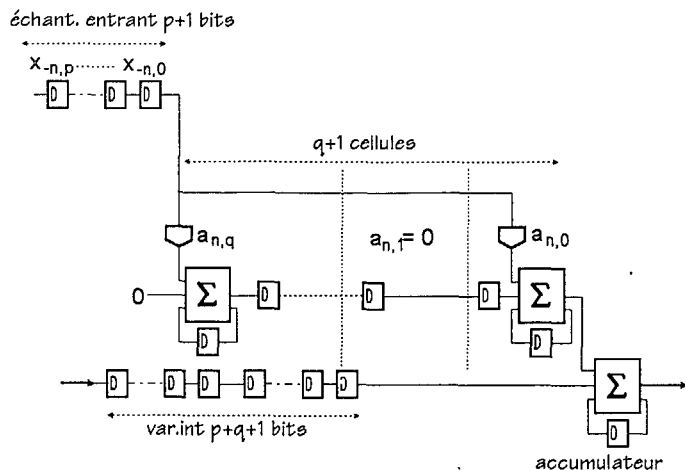 échant. entrant p+1 bits
x-n,p ...... x-n,0
D D D
q+1 cellules
an,q an,1=0 an,0
0 Σ D D D Σ
D D
D D D D D D Σ
var.int p+q+1 bits
D
accumulateur